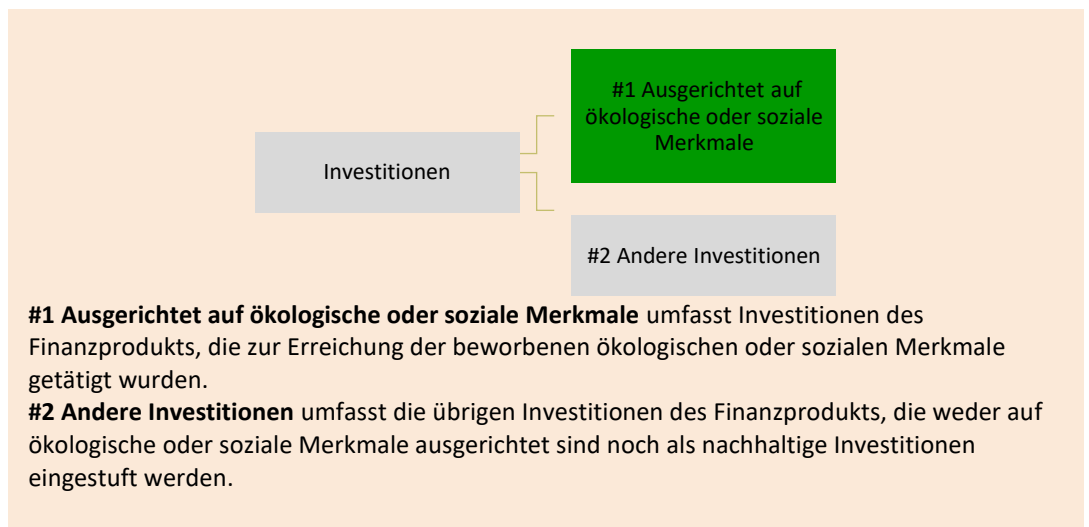 #1 Ausgerichtet auf
ökologische oder soziale
Merkmale
Investitionen
#2 Andere Investitionen
#1 Ausgerichtet auf ökologische oder soziale Merkmale umfasst Investitionen des
Finanzprodukts, die zur Erreichung der beworbenen ökologischen oder sozialen Merkmale
getätigt wurden.
#2 Andere Investitionen umfasst die übrigen Investitionen des Finanzprodukts, die weder auf
ökologische oder soziale Merkmale ausgerichtet sind noch als nachhaltige Investitionen
eingestuft werden.